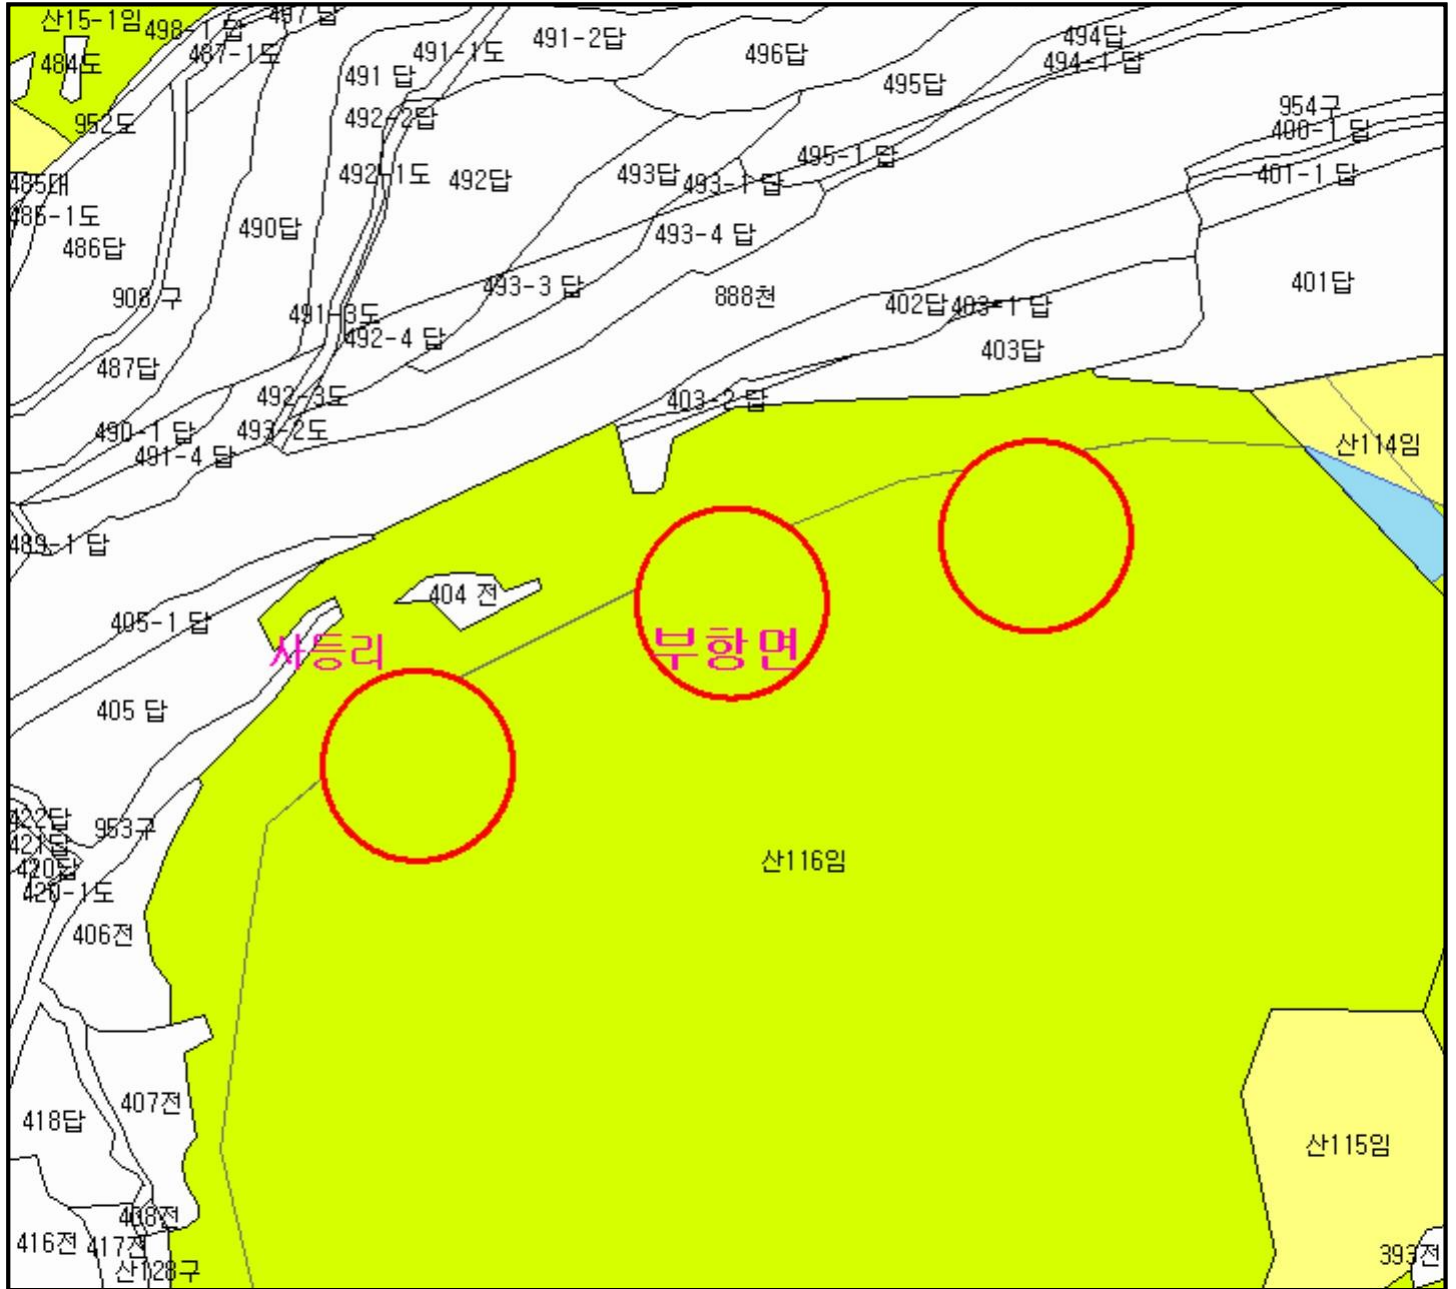 산15-1임
498-1 답
497 답
491-1도
491-2답
496답
494답
494-1 답
484도
487-1도
491 답
495답
952도
492-2답
954구
400-1 답
485대
492-1도
492답
493답
493-1 답
495-1 답
401-1 답
486-1도
486답
490답
493-4 답
908 구
491-3도
493-3 답
888천
402답
403-1 답
401답
487답
492-4 답
403답
492-3도
403-2 답
490-1 답
493-2도
491-4 답
산114임
489-1 답
404 전
405-1 답
사등리
부항면
405 답
422답
953구
421답
420답
420-1도
산116임
406전
407전
418답
산115임
408전
416전
417전
393전
산128구